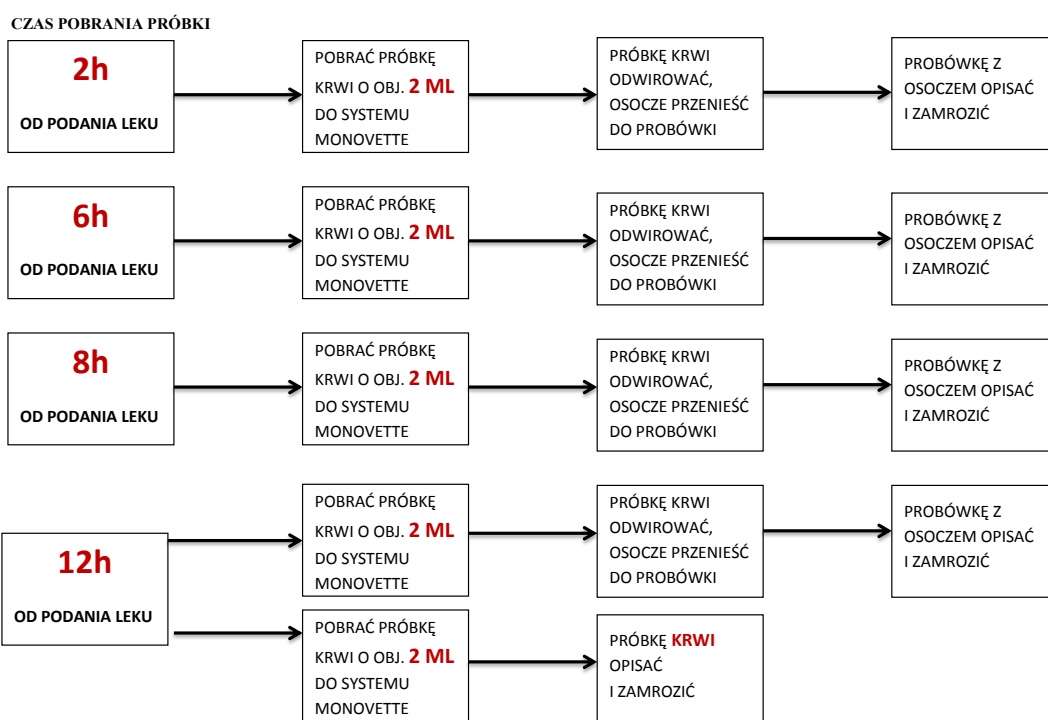 CZAS POBRANIA PRÓBKI
2h
OD PODANIA LEKU
POBRAĆ PRÓBKĘ
KRWI O OBJ. 2 ML
DO SYSTEMU
MONOVETTE
PRÓBKĘ KRWI
ODWIROWAĆ,
OSOCZE PRZENIEŚĆ
DO PROBÓWKI
PROBÓWKĘ Z
OSOCZEM OPISAĆ
I ZAMROZIĆ
6h
OD PODANIA LEKU
POBRAĆ PRÓBKĘ
KRWI O OBJ. 2 ML
DO SYSTEMU
MONOVETTE
PRÓBKĘ KRWI
ODWIROWAĆ,
OSOCZE PRZENIEŚĆ
DO PROBÓWKI
PROBÓWKĘ Z
OSOCZEM OPISAĆ
I ZAMROZIĆ
8h
OD PODANIA LEKU
POBRAĆ PRÓBKĘ
KRWI O OBJ. 2 ML
DO SYSTEMU
MONOVETTE
PRÓBKĘ KRWI
ODWIROWAĆ,
OSOCZE PRZENIEŚĆ
DO PROBÓWKI
PROBÓWKĘ Z
OSOCZEM OPISAĆ
I ZAMROZIĆ
12h
OD PODANIA LEKU
POBRAĆ PRÓBKĘ
KRWI O OBJ. 2 ML
DO SYSTEMU
MONOVETTE
PRÓBKĘ KRWI
ODWIROWAĆ,
OSOCZE PRZENIEŚĆ
DO PROBÓWKI
PROBÓWKĘ Z
OSOCZEM OPISAĆ
I ZAMROZIĆ
POBRAĆ PRÓBKĘ
KRWI O OBJ. 2 ML
DO SYSTEMU
MONOVETTE
PRÓBKĘ KRWI
OPISAĆ
I ZAMROZIĆ